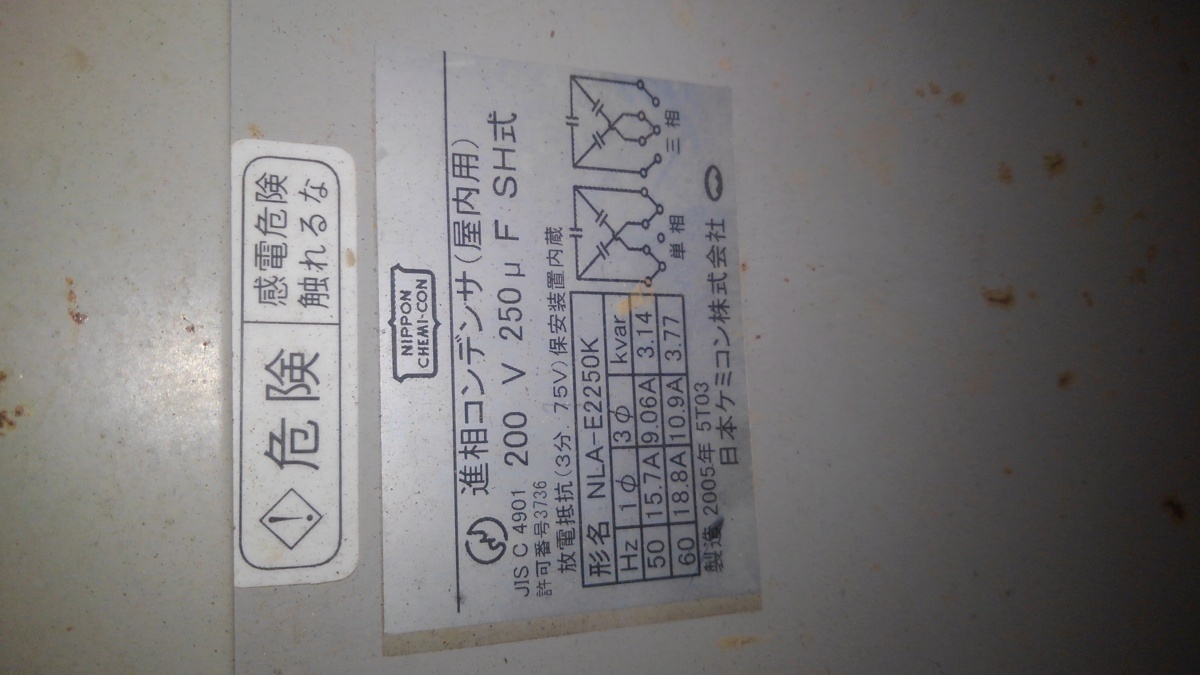 危険
感電危険
触れるな
NIPPON
CHEMI-CON
進相コンデンサ(屋内用)
JIS C 4901 200 V 250μF SH式
許可番号3736
放電抵抗(3分 75V)保安装置内蔵
形名 NLA-E2250K
Hz 1φ 3φ kvar
50 15.7A 9.06A 3.14
60 18.8A 10.9A 3.77
単相 三相
製造 2005年 5T03
日本ケミコン株式会社